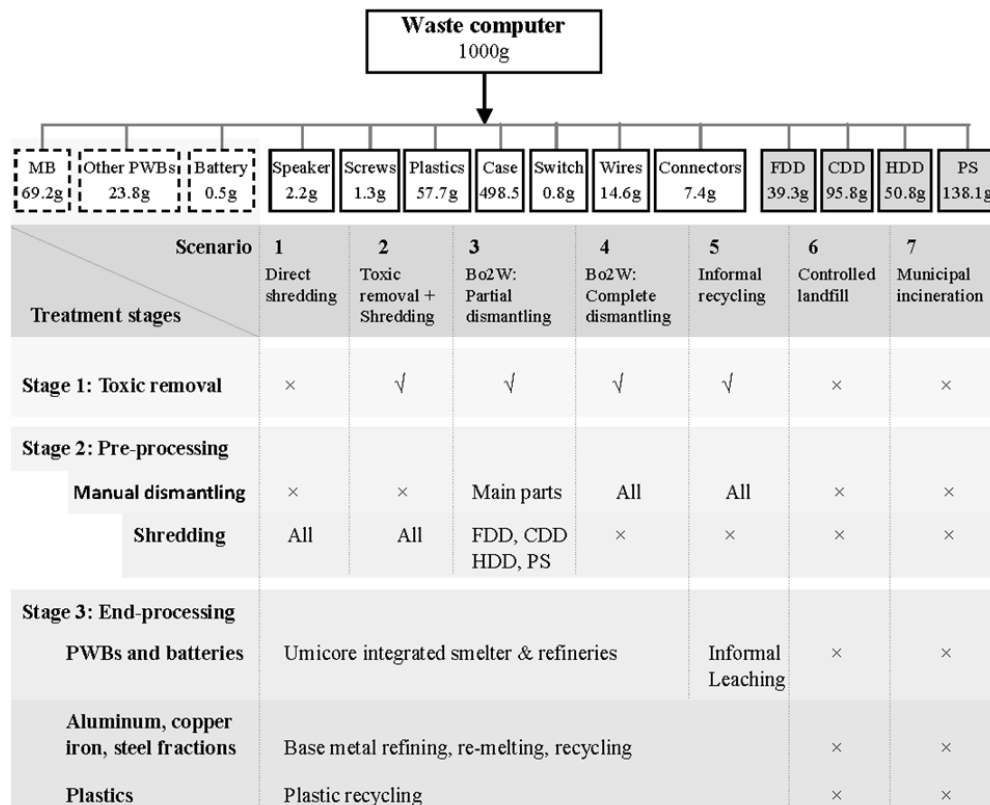 Waste computer
1000g
MB Other PWBs Battery Speaker Screws Plastics Case Switch Wires Connectors FDD CDD HDD PS
69.2g 23.8g 0.5g 2.2g 1.3g 57.7g 498.5 0.8g 14.6g 7.4g 39.3g 95.8g 50.8g 138.1g
Scenario 1 2 3 4 5 6 7
Direct Toxic Bo2W: Bo2W: Informal Controlled Municipal
shredding removal + Partial Complete recycling landfill incineration
Shredding dismantling dismantling
Treatment stages
Stage 1: Toxic removal × √ √ √ √ × ×
Stage 2: Pre-processing
Manual dismantling × × Main parts All All × ×
Shredding All All FDD, CDD × × × ×
HDD, PS
Stage 3: End-processing
PWBs and batteries Umicore integrated smelter & refineries Informal × ×
Leaching
Aluminum, copper
iron, steel fractions Base metal refining, re-melting, recycling × ×
Plastics Plastic recycling × ×